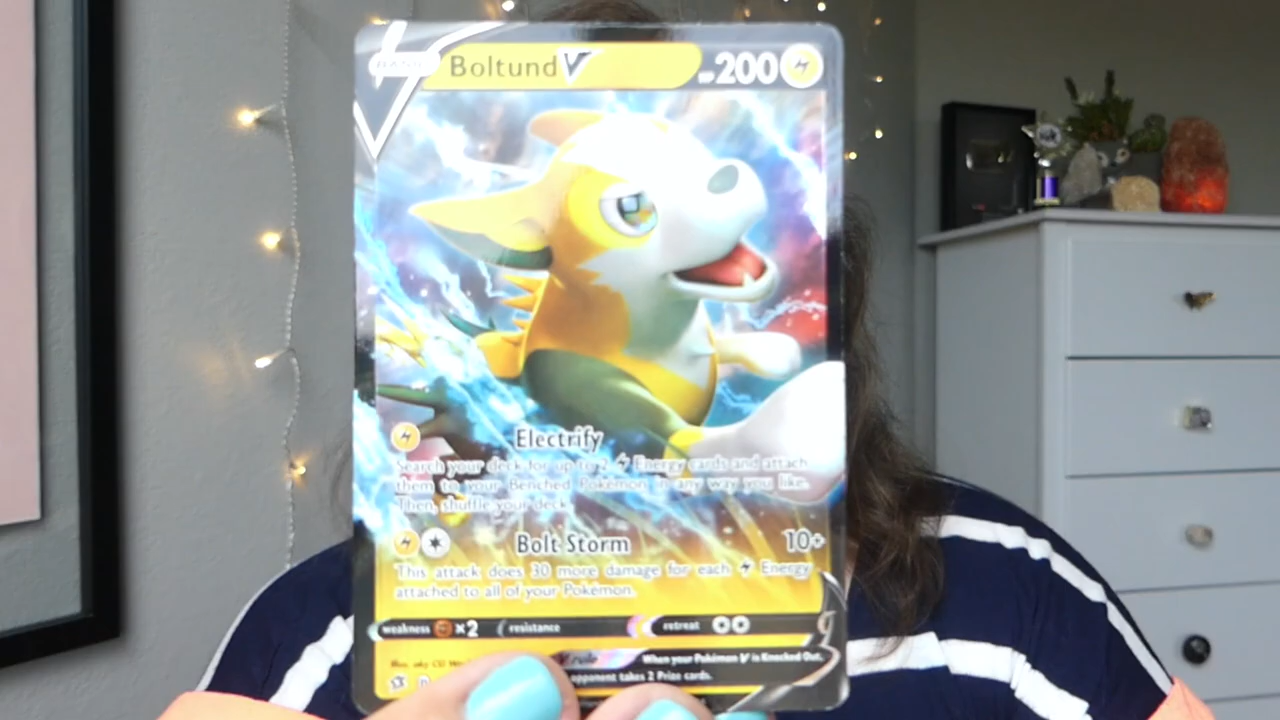 BASIC Boltund V 200
Electrify
Search your deck for up to 2 Energy cards and attach
them to your Benched Pokémon in any way you like.
Then, shuffle your deck.
Bolt Storm 10+
This attack does 30 more damage for each Energy
attached to all of your Pokémon.
weakness ×2 resistance retreat
When your Pokémon V is Knocked Out,
opponent takes 2 Prize cards.